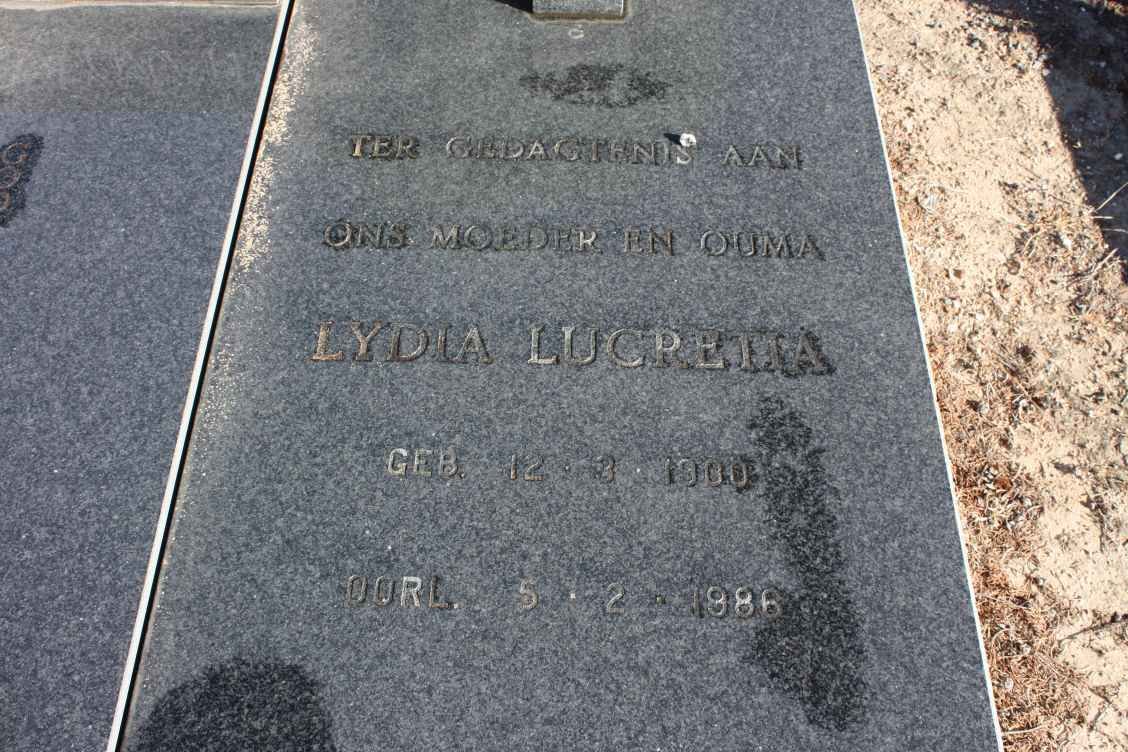 TER GEDAGTENIS AAN
ONS MOEDER EN OUMA
LYDIA LUCRETIA
GEB. 12 · 3 · 1900
OORL. 5 · 2 · 1986